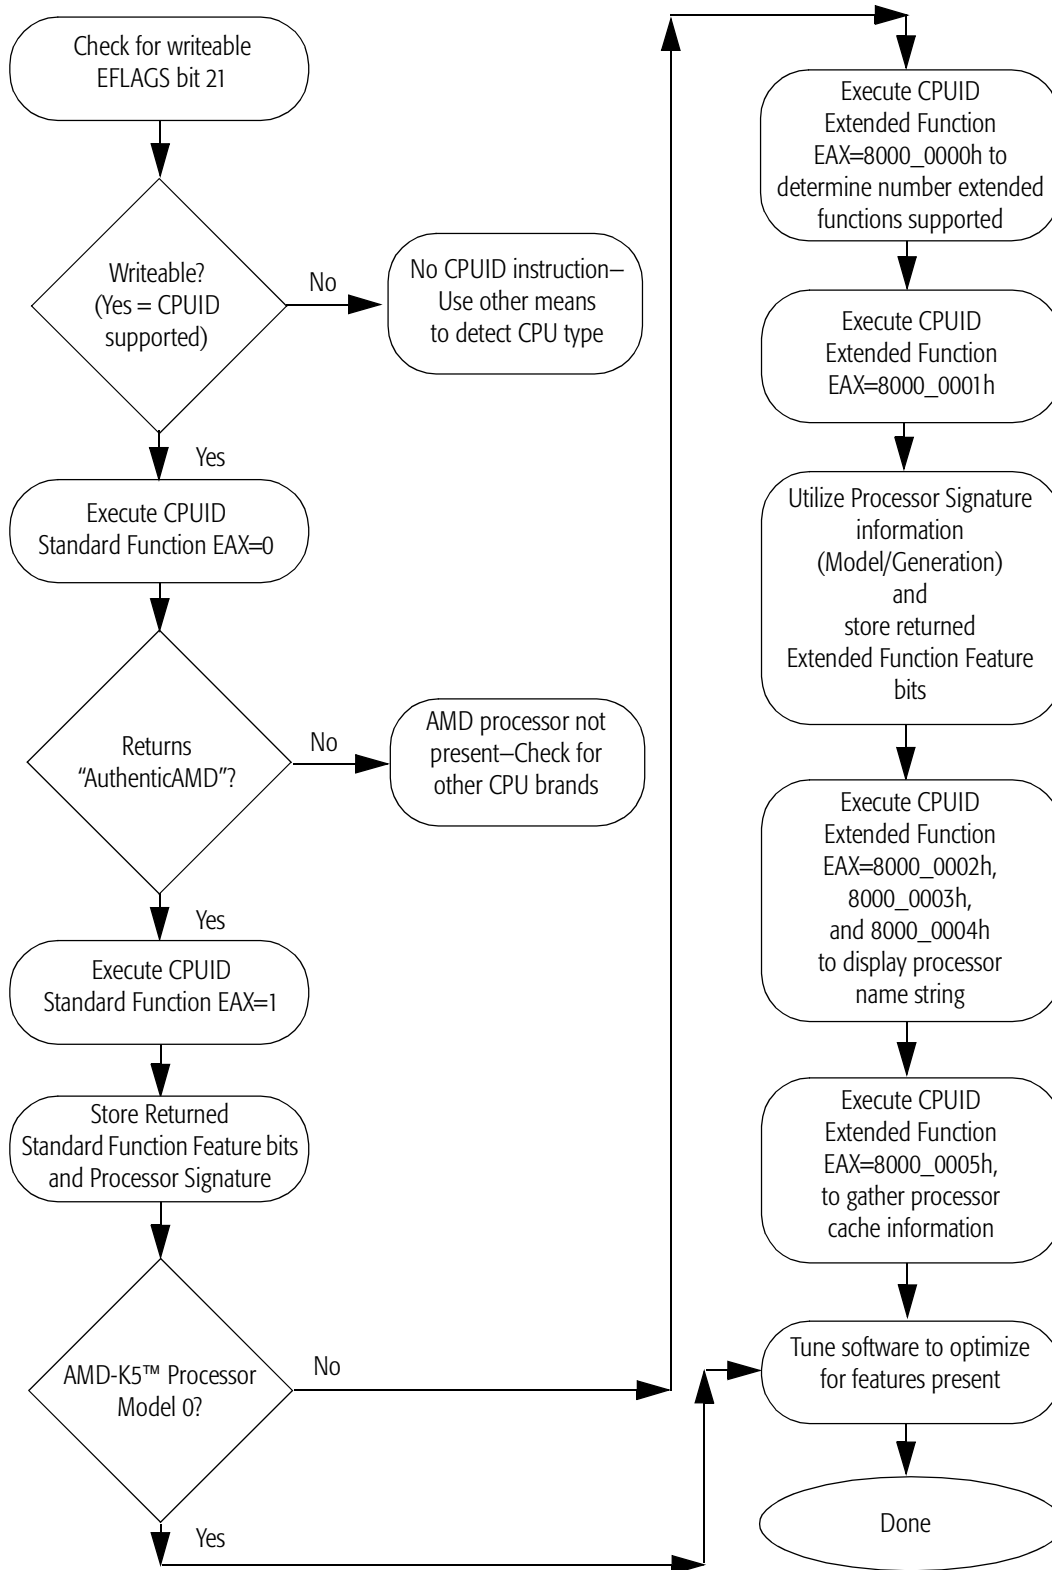 Check for writeable
EFLAGS bit 21
Writeable?
(Yes = CPUID
supported)
No
No CPUID instruction–
Use other means
to detect CPU type
Yes
Execute CPUID
Standard Function EAX=0
Returns
“AuthenticAMD”?
No
AMD processor not
present–Check for
other CPU brands
Yes
Execute CPUID
Standard Function EAX=1
Store Returned
Standard Function Feature bits
and Processor Signature
AMD-K5™ Processor
Model 0?
No
Yes
Execute CPUID
Extended Function
EAX=8000_0000h to
determine number extended
functions supported
Execute CPUID
Extended Function
EAX=8000_0001h
Utilize Processor Signature
information
(Model/Generation)
and
store returned
Extended Function Feature
bits
Execute CPUID
Extended Function
EAX=8000_0002h,
8000_0003h,
and 8000_0004h
to display processor
name string
Execute CPUID
Extended Function
EAX=8000_0005h,
to gather processor
cache information
Tune software to optimize
for features present
Done